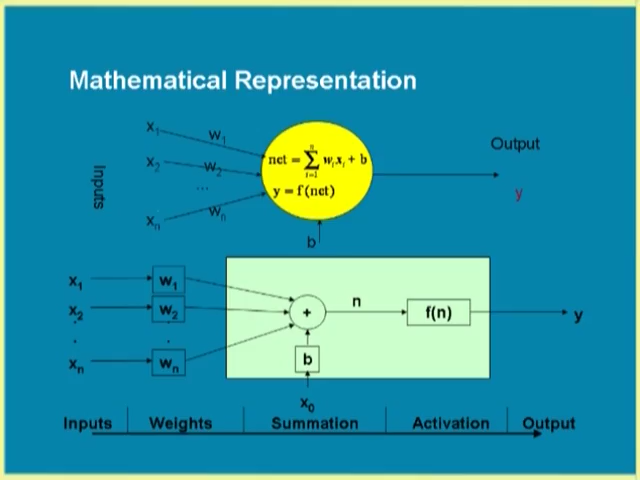 Mathematical Representation
x1 w1
x2 w2
...
xn wn
Inputs
net = Σ wixi + b
n
i=1
y = f(net)
b
Output
y
x1 w1
x2 w2
. .
. .
xn wn
+
n
f(n)
y
b
x0
Inputs Weights Summation Activation Output